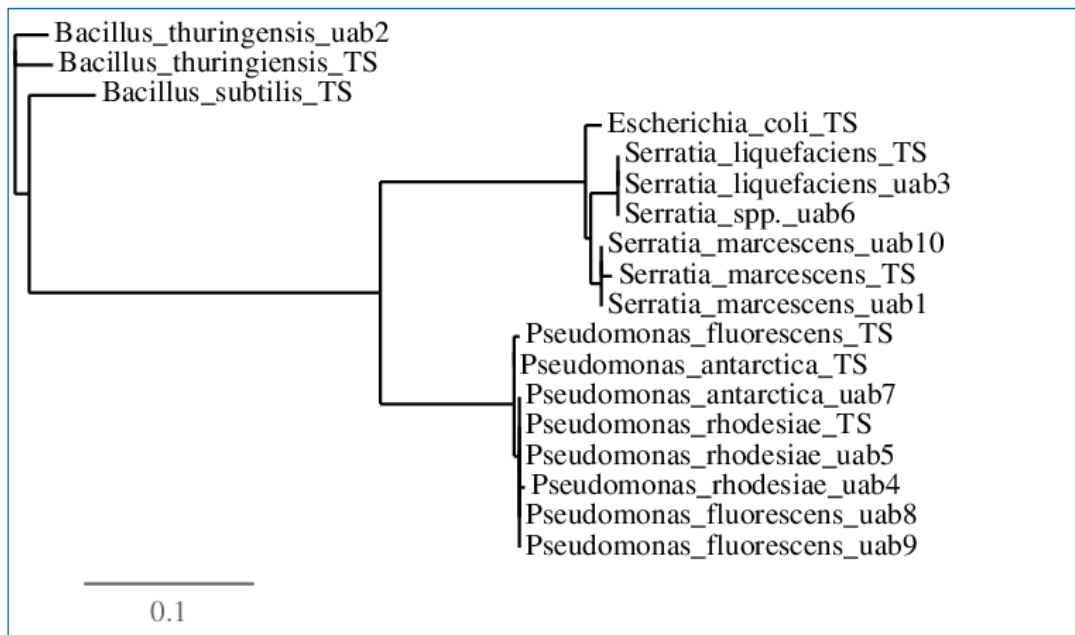 Bacillus_thuringensis_uab2
Bacillus_thuringiensis_TS
Bacillus_subtilis_TS
Escherichia_coli_TS
Serratia_liquefaciens_TS
Serratia_liquefaciens_uab3
Serratia_spp._uab6
Serratia_marcescens_uab10
Serratia_marcescens_TS
Serratia_marcescens_uab1
Pseudomonas_fluorescens_TS
Pseudomonas_antarctica_TS
Pseudomonas_antarctica_uab7
Pseudomonas_rhodesiae_TS
Pseudomonas_rhodesiae_uab5
Pseudomonas_rhodesiae_uab4
Pseudomonas_fluorescens_uab8
Pseudomonas_fluorescens_uab9
0.1